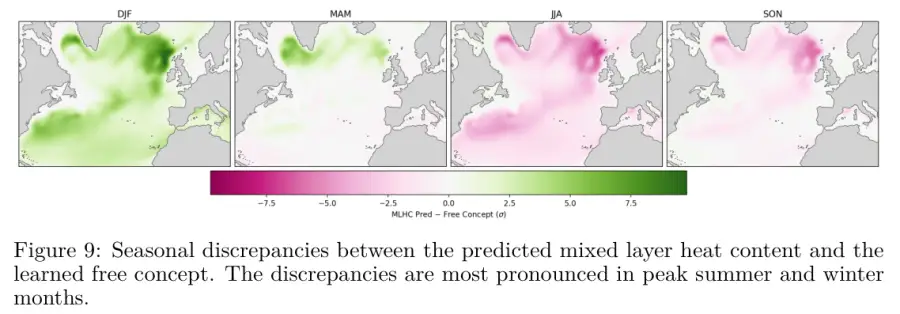 DJF MAM JJA SON
−7.5 −5.0 −2.5 0.0 2.5 5.0 7.5
MLHC Pred − Free Concept (σ)
Figure 9: Seasonal discrepancies between the predicted mixed layer heat content and the
learned free concept. The discrepancies are most pronounced in peak summer and winter
months.